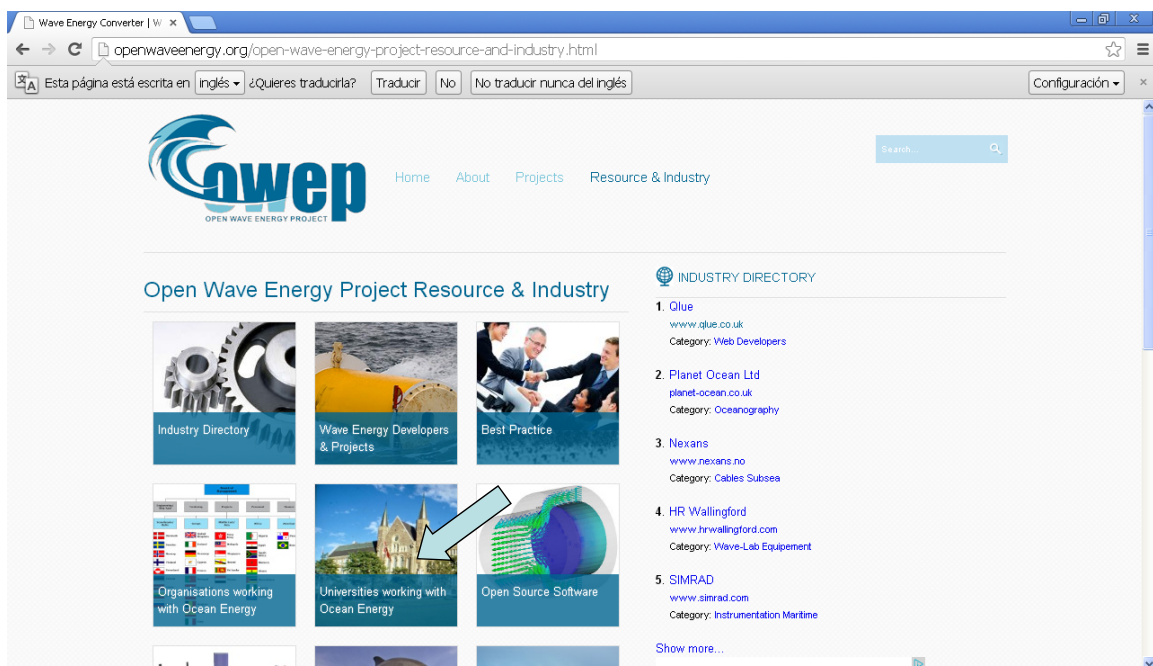 Wave Energy Converter | W
openwaveenergy.org/open-wave-energy-project-resource-and-industry.html
Esta página está escrita en inglés ¿Quieres traducirla? Traducir No No traducir nunca del inglés Configuración
owep
OPEN WAVE ENERGY PROJECT
Home About Projects Resource & Industry
Search...
Open Wave Energy Project Resource & Industry
Industry Directory
Wave Energy Developers
& Projects
Best Practice
Organisations working
with Ocean Energy
Universities working with
Ocean Energy
Open Source Software
INDUSTRY DIRECTORY
1. Qlue
www.qlue.co.uk
Category: Web Developers
2. Planet Ocean Ltd
planet-ocean.co.uk
Category: Oceanography
3. Nexans
www.nexans.no
Category: Cables Subsea
4. HR Wallingford
www.hrwallingford.com
Category: Wave-Lab Equipement
5. SIMRAD
www.simrad.com
Category: Instrumentation Maritime
Show more...